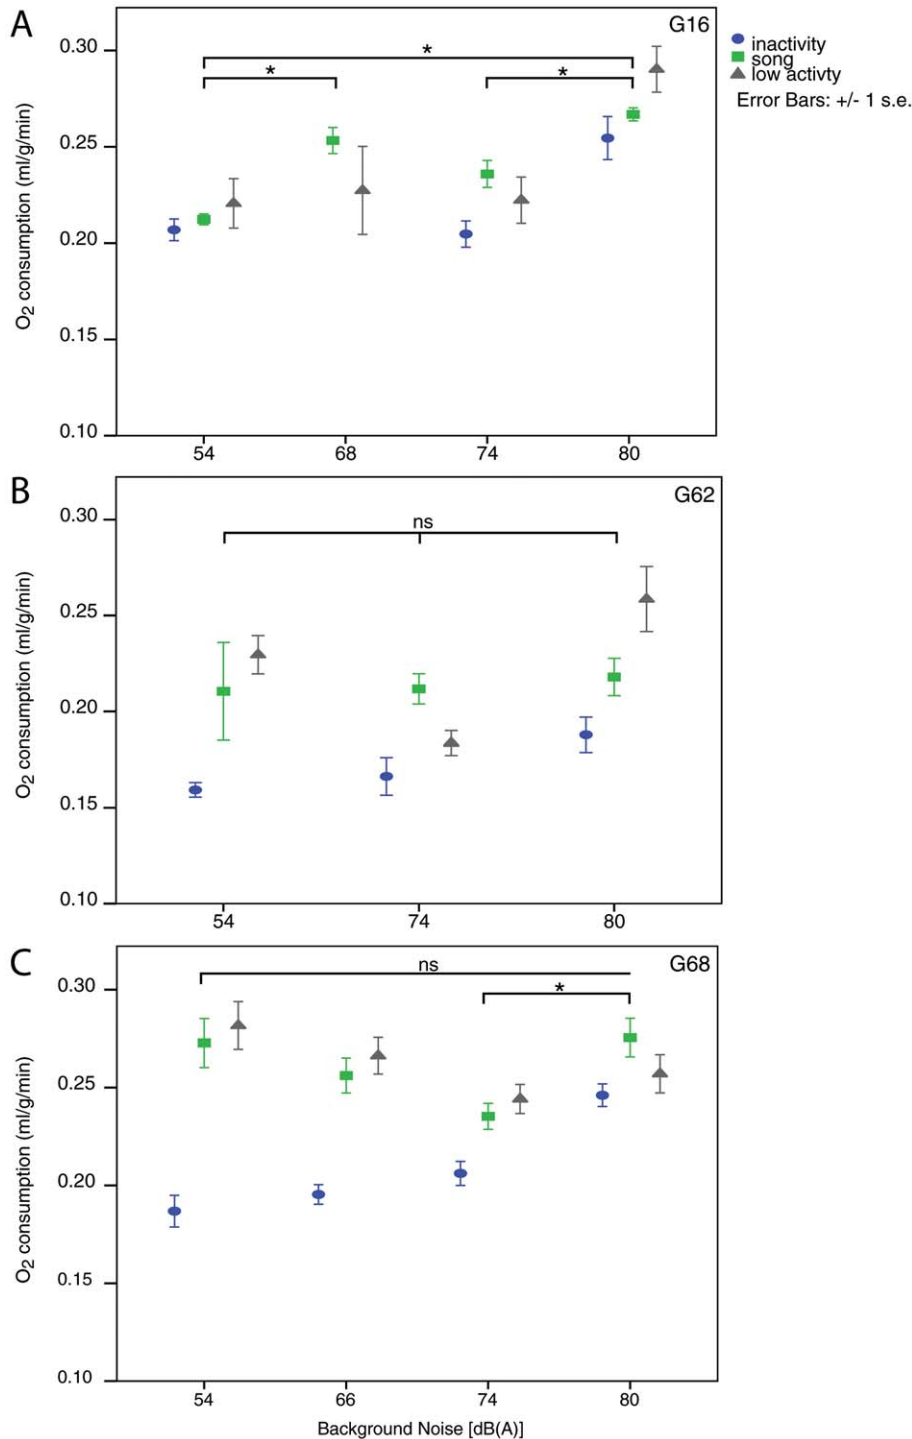 A
G16
inactivity
song
low activty
Error Bars: +/- 1 s.e.
*
*
*
0.30
0.25
0.20
0.15
0.10
O2 consumption (ml/g/min)
54
68
74
80
B
G62
ns
0.30
0.25
0.20
0.15
0.10
O2 consumption (ml/g/min)
54
74
80
C
G68
ns
*
0.30
0.25
0.20
0.15
0.10
O2 consumption (ml/g/min)
54
66
74
80
Background Noise [dB(A)]